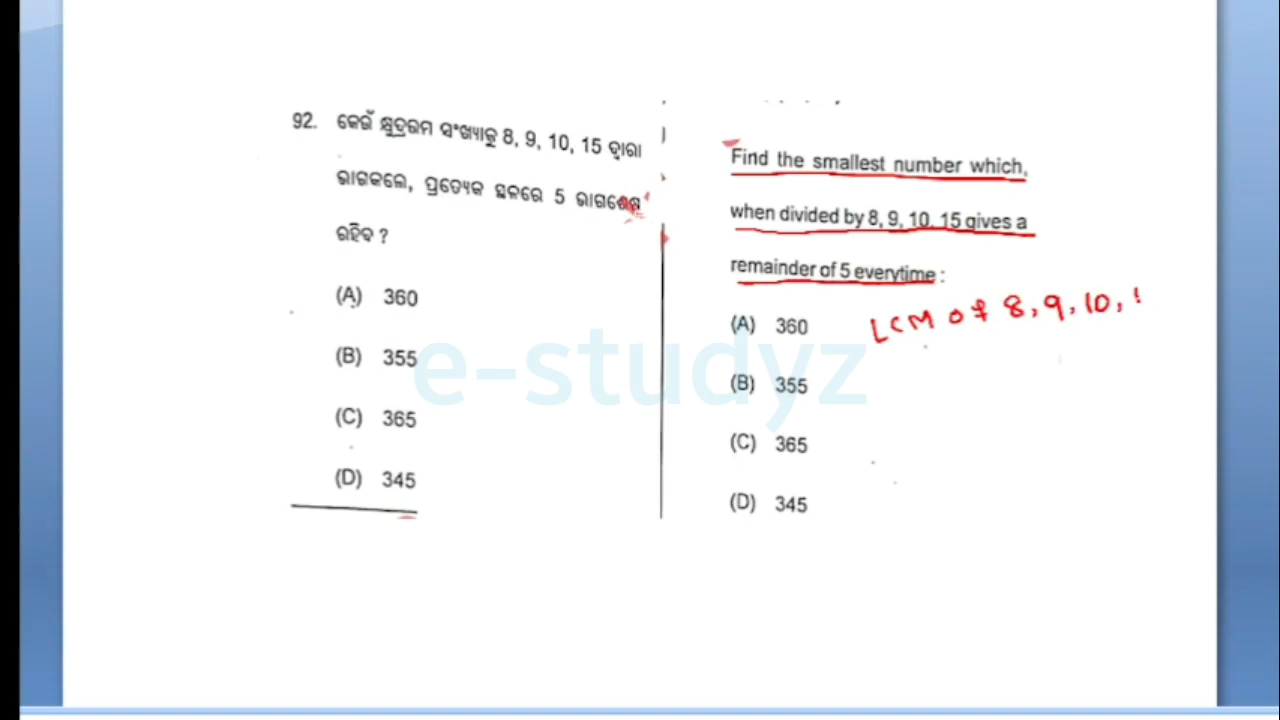 92. କେଉଁ କ୍ଷୁଦ୍ରତମ ସଂଖ୍ୟାକୁ 8, 9, 10, 15 ଦ୍ୱାରା
ଭାଗକଲେ, ପ୍ରତ୍ୟେକ ସ୍ଥଳରେ 5 ଭାଗଶେଷ
ରହିବ ?
(A) 360
(B) 355
(C) 365
(D) 345
Find the smallest number which,
when divided by 8, 9, 10, 15 gives a
remainder of 5 everytime :
(A) 360
(B) 355
(C) 365
(D) 345
LCM of 8, 9, 10,
e-studyz